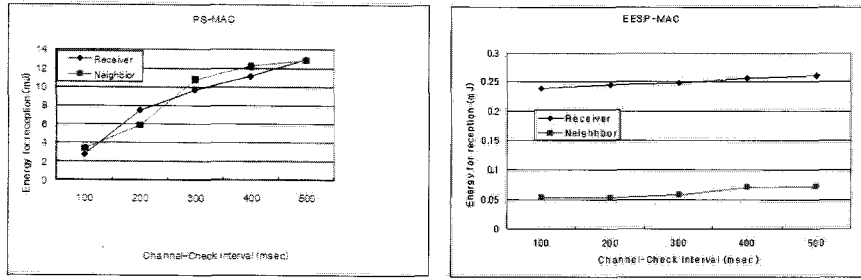 PS-MAC
Energy for reception (mJ)
14
12
10
8
6
4
2
0
Receiver
Neighbor
100
200
300
400
500
Channel-Check Interval (msec)
EESP-MAC
Energy for reception (mJ)
0.3
0.25
0.2
0.15
0.1
0.05
0
Receiver
Neighbor
100
200
300
400
500
Channel-Check Interval (msec)